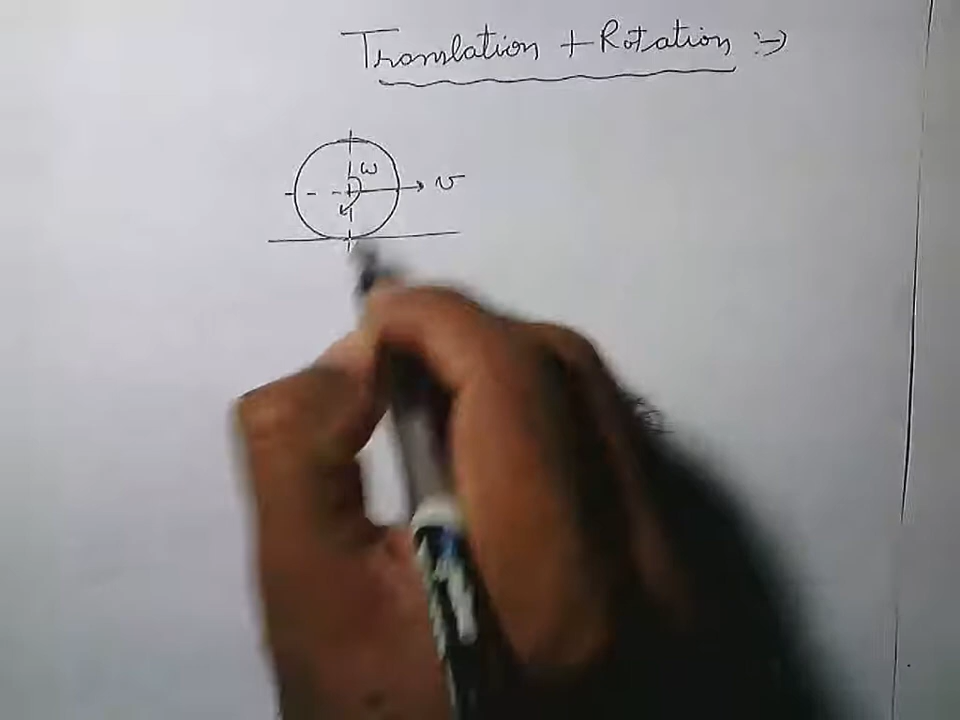 Translation + Rotation :→
ω
v